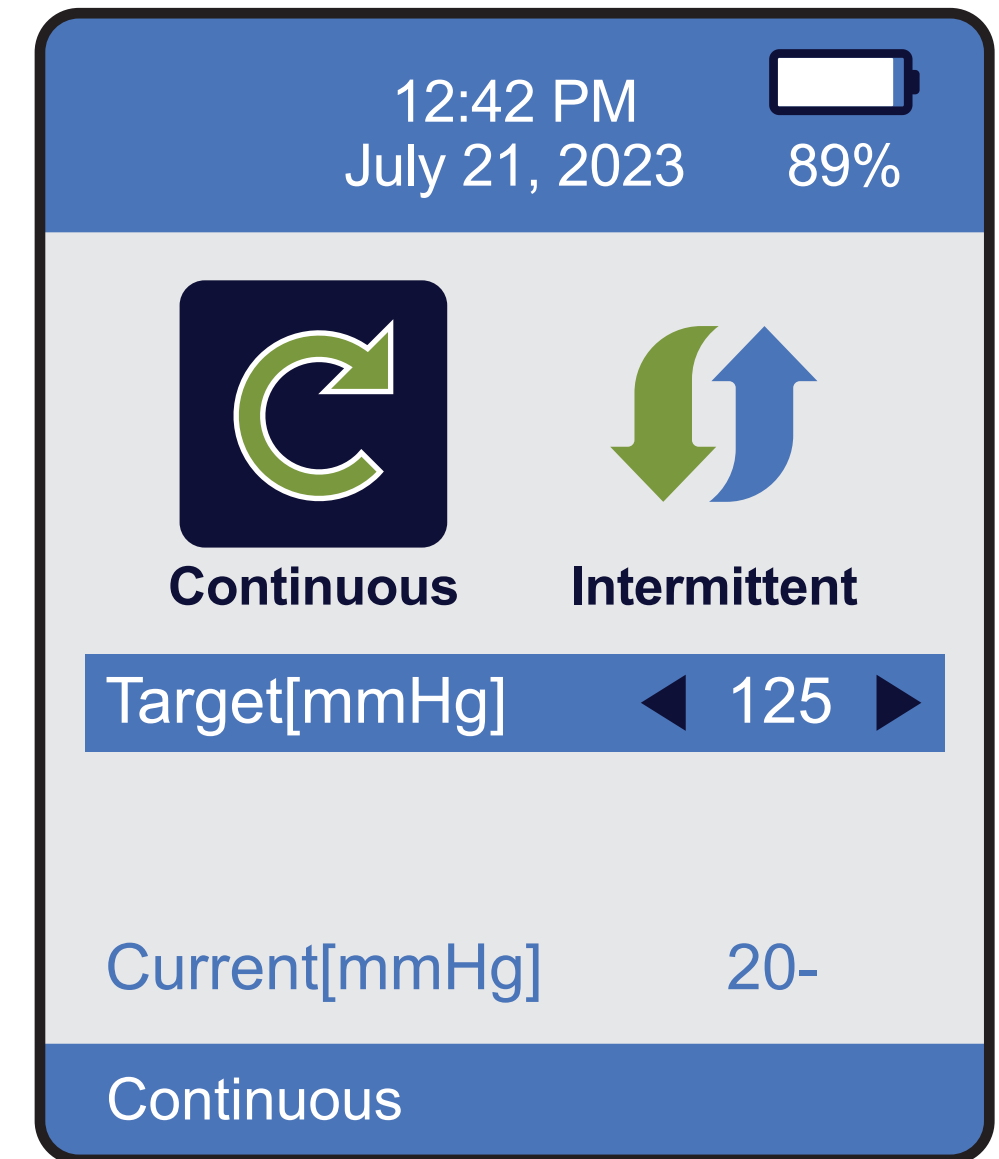 12:42 PM
July 21, 2023 89%
Continuous Intermittent
Target[mmHg] 125
Current[mmHg] 20-
Continuous